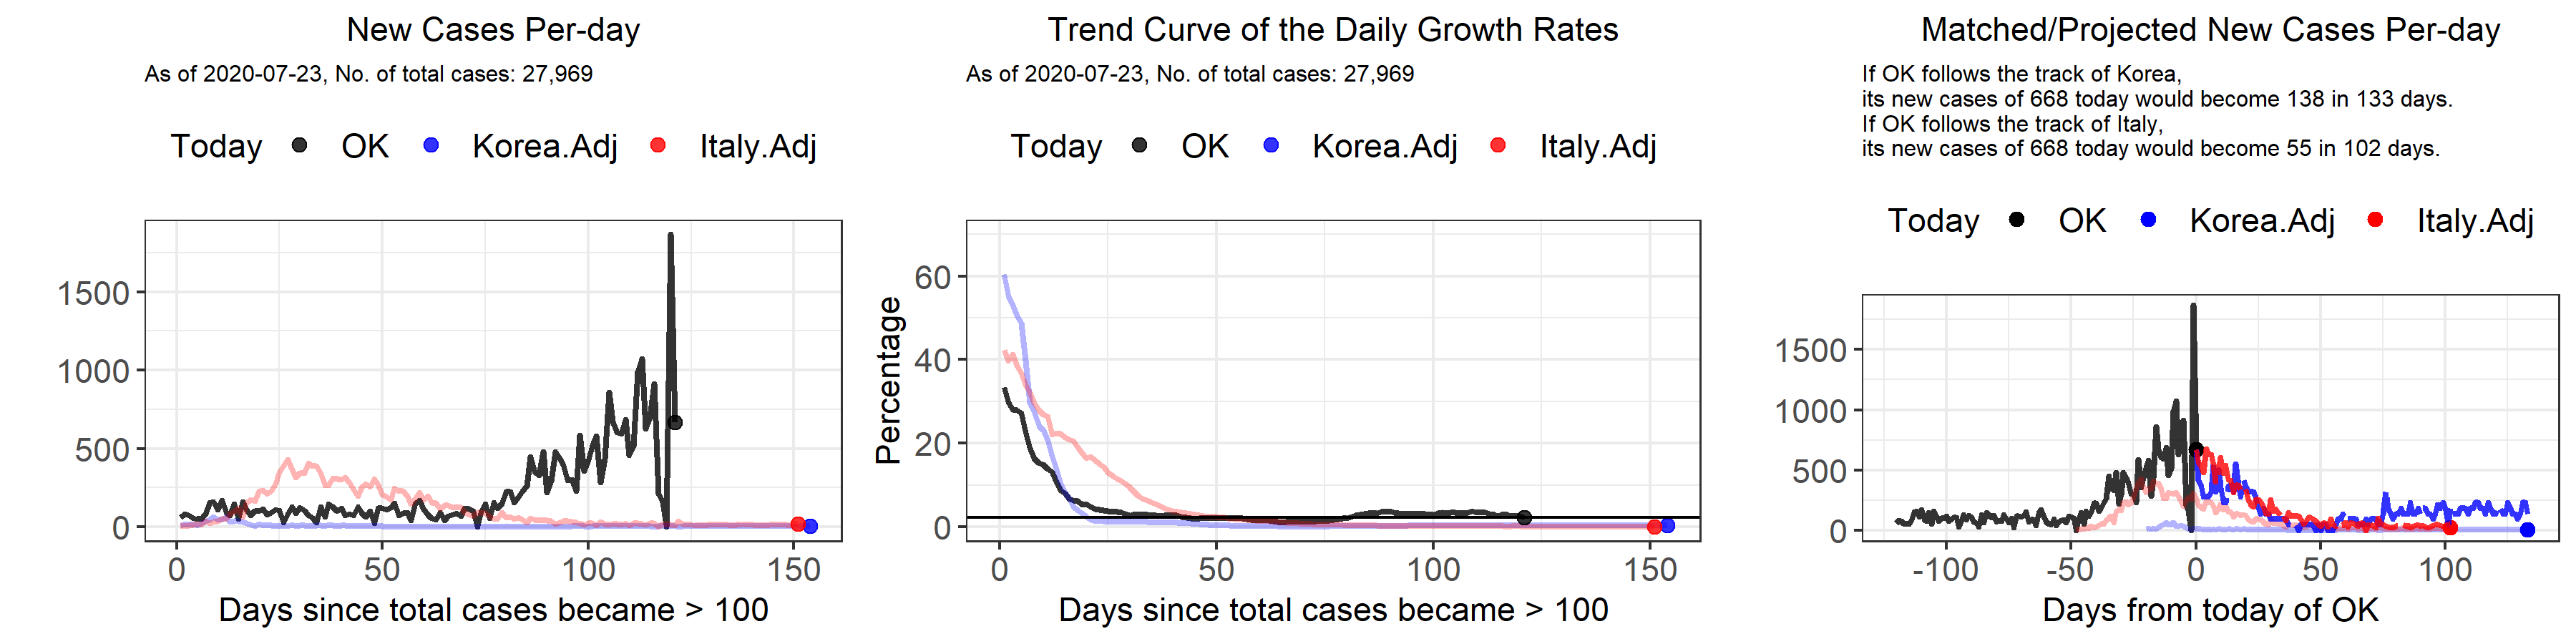 New Cases Per-day
As of 2020-07-23, No. of total cases: 27,969
Today OK Korea.Adj Italy.Adj
1500
1000
500
0
0 50 100 150
Days since total cases became > 100
Trend Curve of the Daily Growth Rates
As of 2020-07-23, No. of total cases: 27,969
Today OK Korea.Adj Italy.Adj
Percentage
60
40
20
0
0 50 100 150
Days since total cases became > 100
Matched/Projected New Cases Per-day
If OK follows the track of Korea,
its new cases of 668 today would become 138 in 133 days.
If OK follows the track of Italy,
its new cases of 668 today would become 55 in 102 days.
Today OK Korea.Adj Italy.Adj
1500
1000
500
0
-100 -50 0 50 100
Days from today of OK